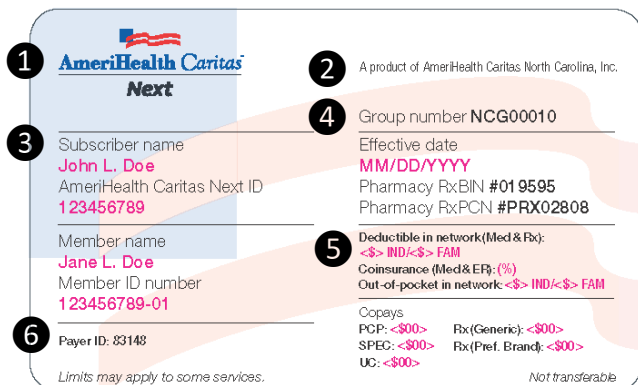 1
AmeriHealth Caritas
Next
2
A product of AmeriHealth Caritas North Carolina, Inc.
3
Subscriber name
John L. Doe
AmeriHealth Caritas Next ID
123456789
Member name
Jane L. Doe
Member ID number
123456789-01
6
Payer ID: 83148
Limits may apply to some services.
4
Group number NCG00010
Effective date
MM/DD/YYYY
Pharmacy RxBIN #019595
Pharmacy RxPCN #PRX02808
5
Deductible in network(Med & Rx):
<$> IND/<$> FAM
Coinsurance (Med & ER): (%)
Out-of-pocket in network: <$> IND/<$> FAM
Copays
PCP: <$00> Rx(Generic): <$00>
SPEC: <$00> Rx(Pref. Brand): <$00>
UC: <$00>
Not transferable